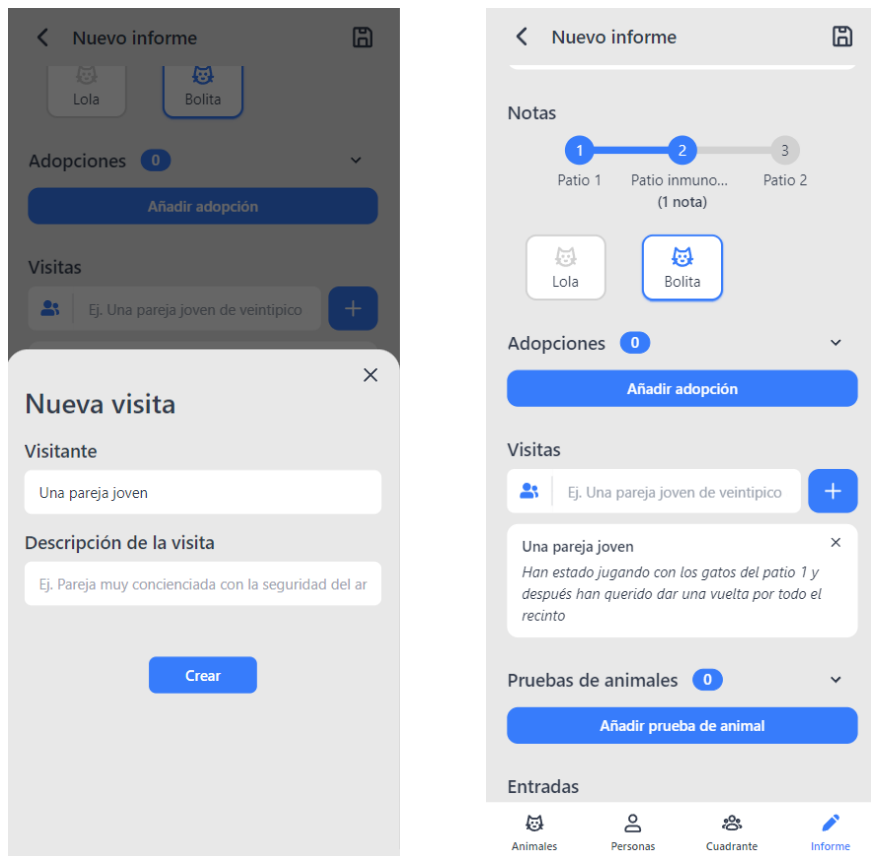 Nuevo informe
Lola
Bolita
Adopciones 0
Añadir adopción
Visitas
Ej. Una pareja joven de veintipico
Nueva visita
Visitante
Una pareja joven
Descripción de la visita
Ej. Pareja muy concienciada con la seguridad del ar
Crear
Nuevo informe
Notas
1 2 3
Patio 1 Patio inmuno... Patio 2
(1 nota)
Lola Bolita
Adopciones 0
Añadir adopción
Visitas
Ej. Una pareja joven de veintipico
Una pareja joven
Han estado jugando con los gatos del patio 1 y
después han querido dar una vuelta por todo el
recinto
Pruebas de animales 0
Añadir prueba de animal
Entradas
Animales Personas Cuadrante Informe